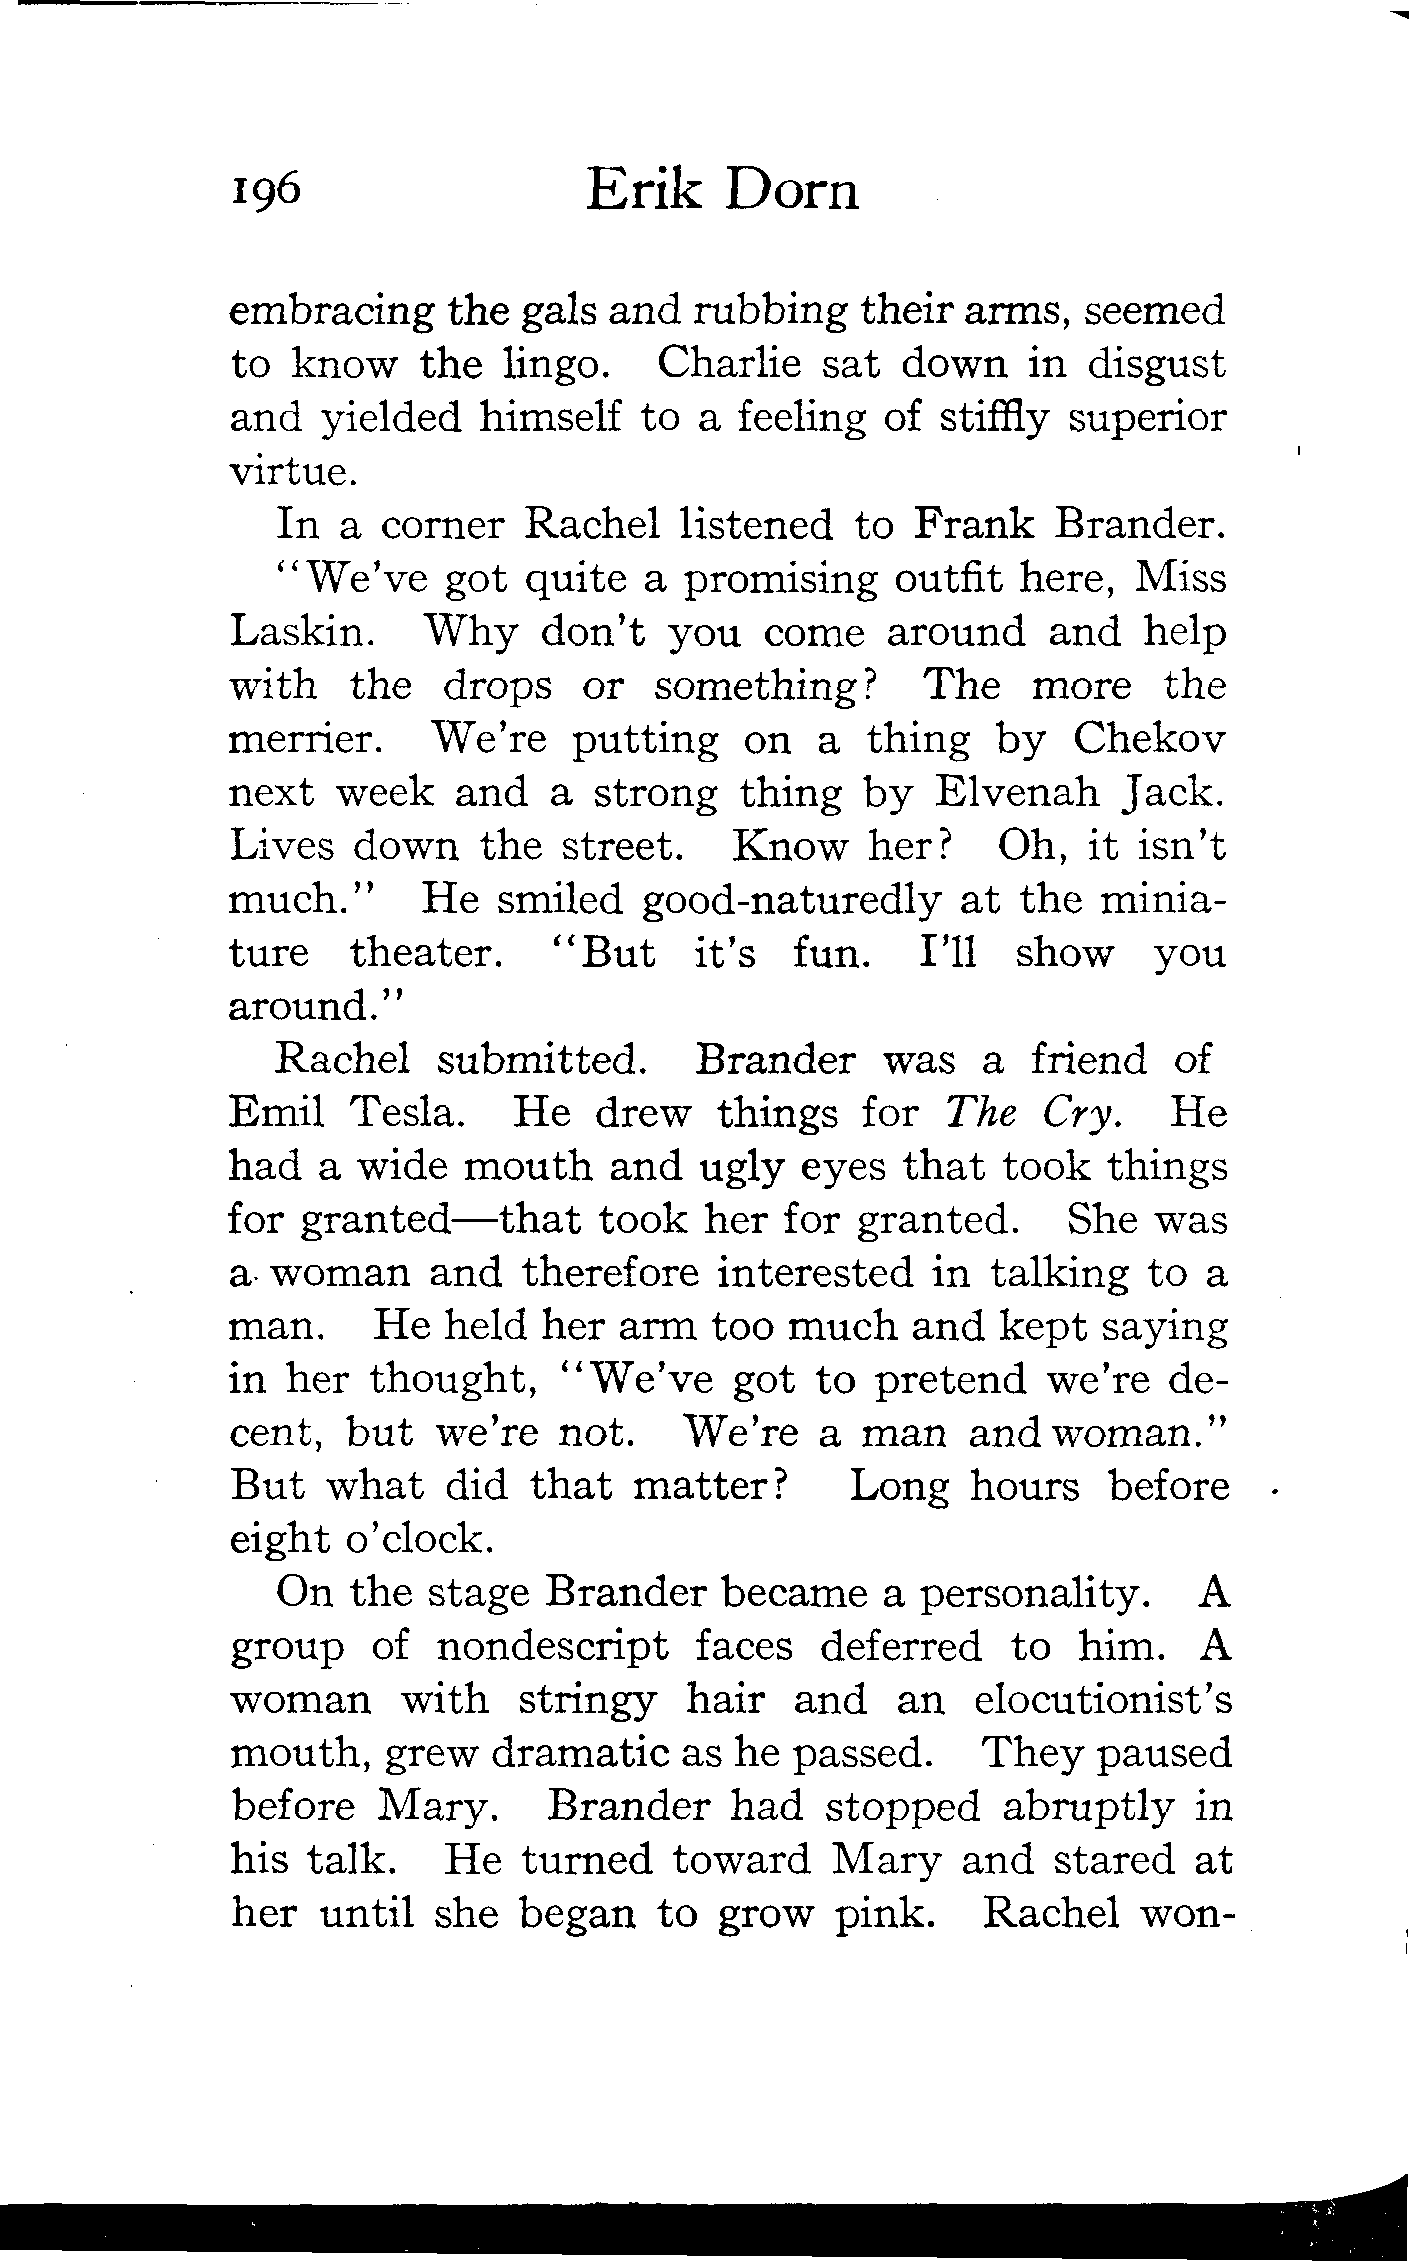 196 Erik Dorn
embracing the gals and rubbing their arms, seemed
to know the lingo. Charlie sat down in disgust
and yielded himself to a feeling of stiffly superior
virtue.
In a corner Rachel listened to Frank Brander.
"We've got quite a promising outfit here, Miss
Laskin. Why don't you come around and help
with the drops or something? The more the
merrier. We're putting on a thing by Chekov
next week and a strong thing by Elvenah Jack.
Lives down the street. Know her? Oh, it isn't
much." He smiled good-naturedly at the minia-
ture theater. "But it's fun. I'll show you
around."
Rachel submitted. Brander was a friend of
Emil Tesla. He drew things for The Cry. He
had a wide mouth and ugly eyes that took things
for granted—that took her for granted. She was
a woman and therefore interested in talking to a
man. He held her arm too much and kept saying
in her thought, "We've got to pretend we're de-
cent, but we're not. We're a man and woman."
But what did that matter? Long hours before
eight o'clock.
On the stage Brander became a personality. A
group of nondescript faces deferred to him. A
woman with stringy hair and an elocutionist's
mouth, grew dramatic as he passed. They paused
before Mary. Brander had stopped abruptly in
his talk. He turned toward Mary and stared at
her until she began to grow pink. Rachel won-